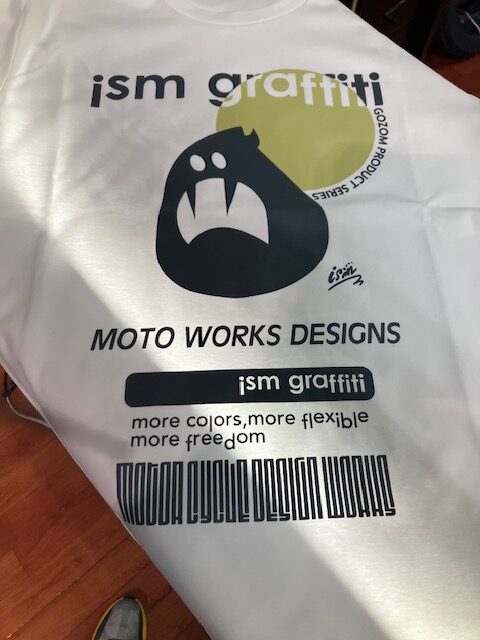 ism graffiti
GOZOM PRODUCT SERIES
ism
MOTO WORKS DESIGNS
ism graffiti
more colors,more flexible
more freedom
MOTOR CYCLE DESIGN WORKS